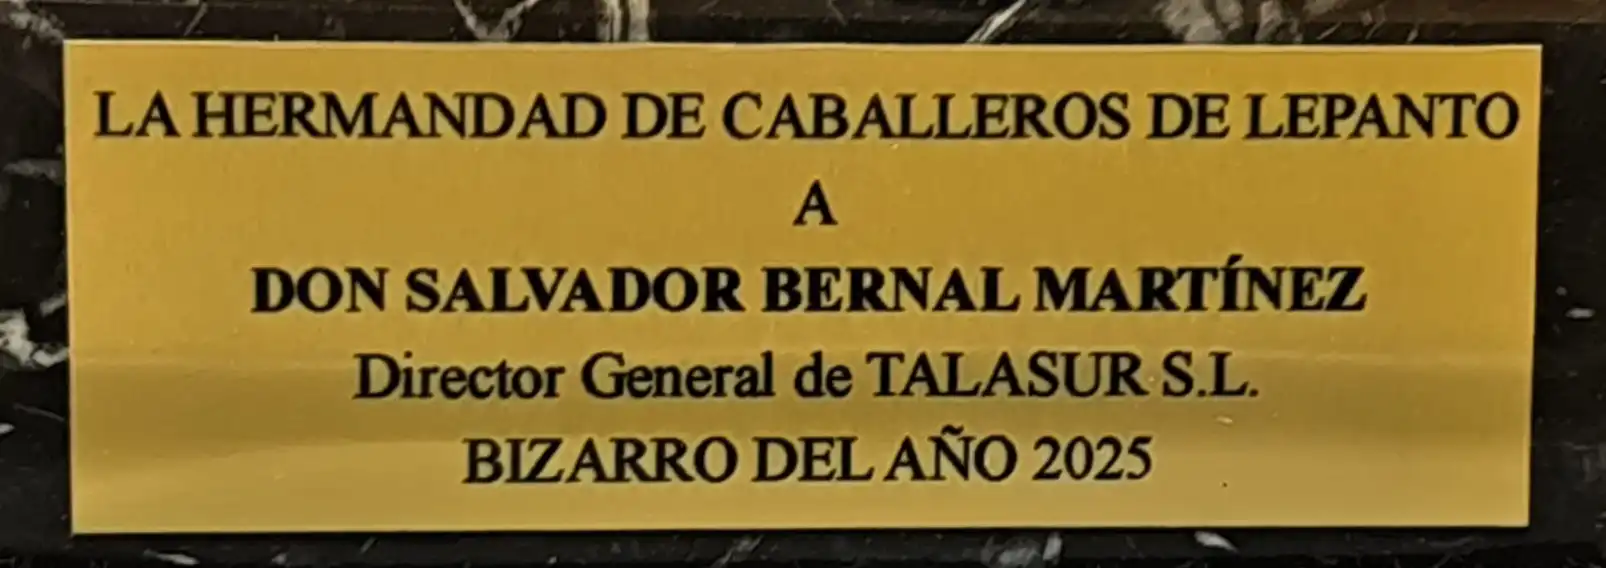 LA HERMANDAD DE CABALLEROS DE LEPANTO
A
DON SALVADOR BERNAL MARTÍNEZ
Director General de TALASUR S.L.
BIZARRO DEL AÑO 2025